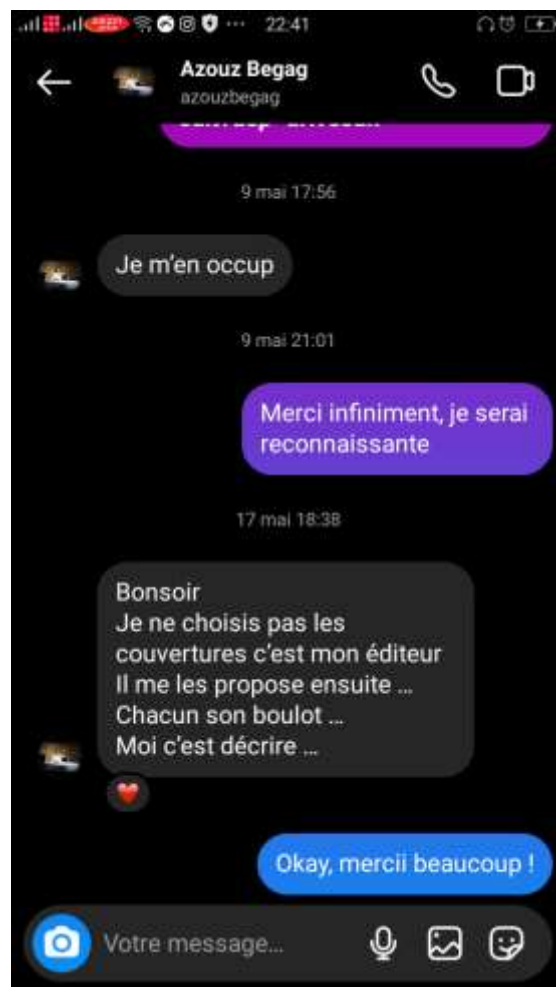 22:41
Azouz Begag
azouzbegag
9 mai 17:56
Je m'en occup
9 mai 21:01
Merci infiniment, je serai
reconnaissante
17 mai 18:38
Bonsoir
Je ne choisis pas les
couvertures c'est mon éditeur
Il me les propose ensuite ...
Chacun son boulot ...
Moi c'est décrire ...
Okay, mercii beaucoup !
Votre message...